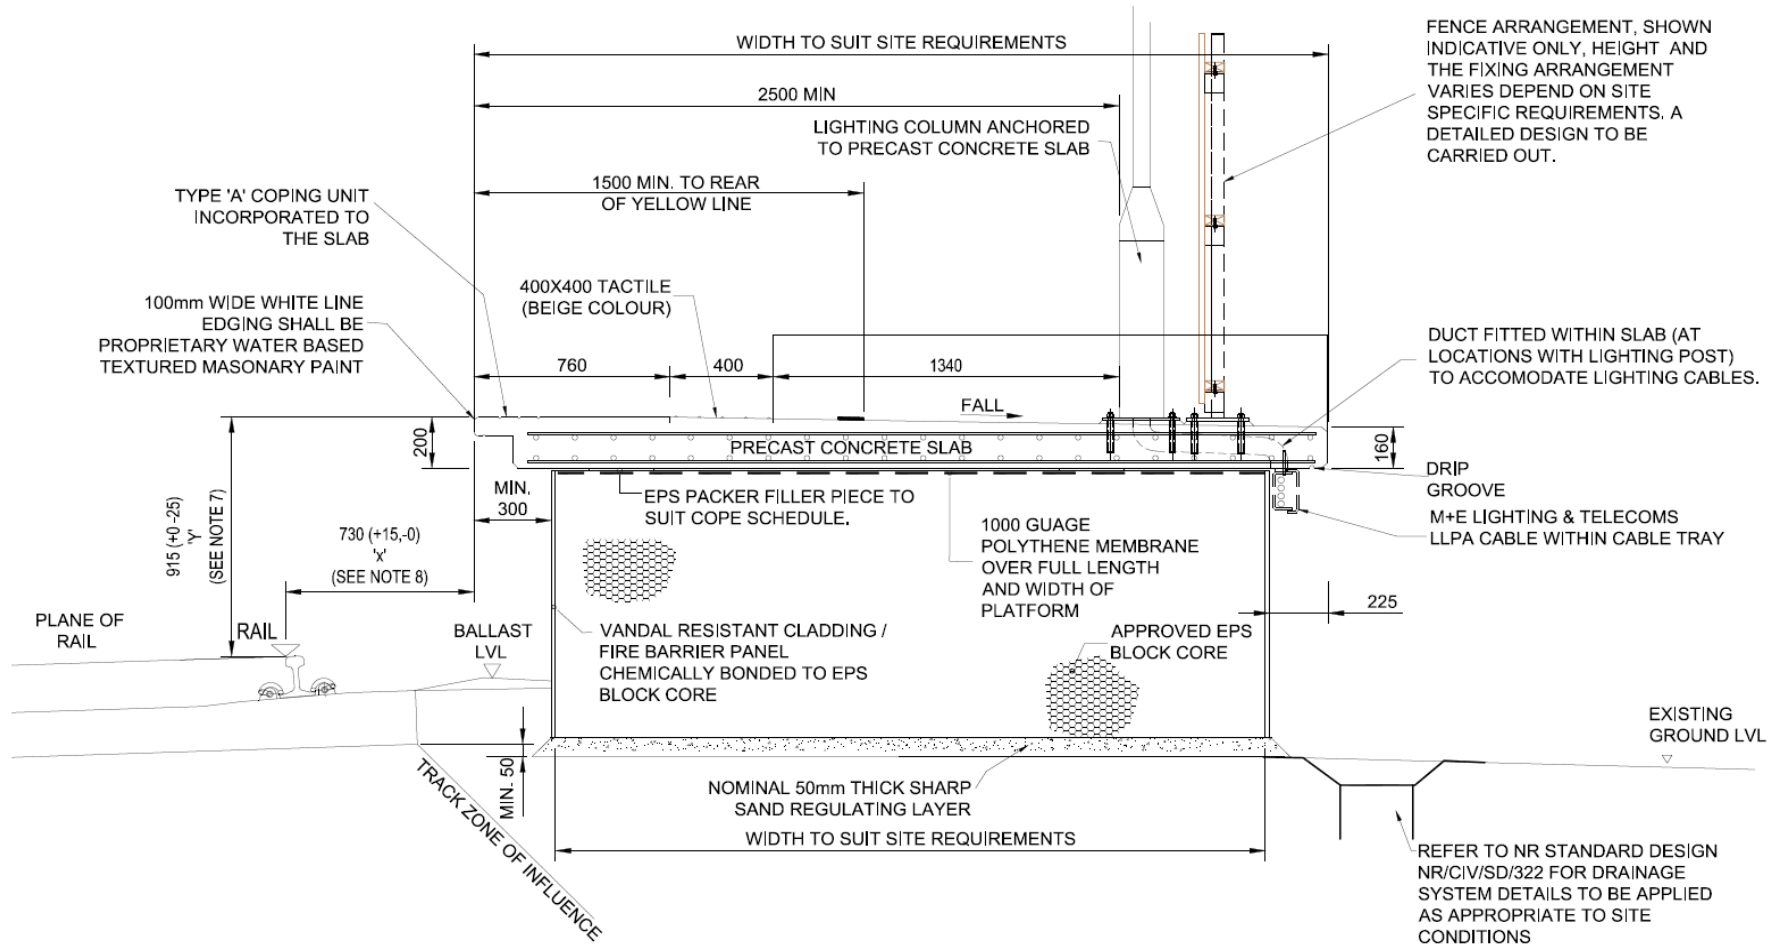 WIDTH TO SUIT SITE REQUIREMENTS
2500 MIN
LIGHTING COLUMN ANCHORED
TO PRECAST CONCRETE SLAB
FENCE ARRANGEMENT, SHOWN
INDICATIVE ONLY, HEIGHT AND
THE FIXING ARRANGEMENT
VARIES DEPEND ON SITE
SPECIFIC REQUIREMENTS. A
DETAILED DESIGN TO BE
CARRIED OUT.
1500 MIN. TO REAR
OF YELLOW LINE
TYPE 'A' COPING UNIT
INCORPORATED TO
THE SLAB
400X400 TACTILE
(BEIGE COLOUR)
100mm WIDE WHITE LINE
EDGING SHALL BE
PROPRIETARY WATER BASED
TEXTURED MASONARY PAINT
DUCT FITTED WITHIN SLAB (AT
LOCATIONS WITH LIGHTING POST)
TO ACCOMODATE LIGHTING CABLES.
760
400
1340
FALL
200
PRECAST CONCRETE SLAB
160
DRIP
GROOVE
MIN.
300
EPS PACKER FILLER PIECE TO
SUIT COPE SCHEDULE.
1000 GUAGE
POLYTHENE MEMBRANE
OVER FULL LENGTH
AND WIDTH OF
PLATFORM
M+E LIGHTING & TELECOMS
LLPA CABLE WITHIN CABLE TRAY
915 (+0 -25)
'Y'
(SEE NOTE 7)
730 (+15,-0)
'x'
(SEE NOTE 8)
225
PLANE OF
RAIL
RAIL
BALLAST
LVL
VANDAL RESISTANT CLADDING /
FIRE BARRIER PANEL
CHEMICALLY BONDED TO EPS
BLOCK CORE
APPROVED EPS
BLOCK CORE
EXISTING
GROUND LVL
MIN. 50
TRACK ZONE OF INFLUENCE
NOMINAL 50mm THICK SHARP
SAND REGULATING LAYER
WIDTH TO SUIT SITE REQUIREMENTS
REFER TO NR STANDARD DESIGN
NR/CIV/SD/322 FOR DRAINAGE
SYSTEM DETAILS TO BE APPLIED
AS APPROPRIATE TO SITE
CONDITIONS